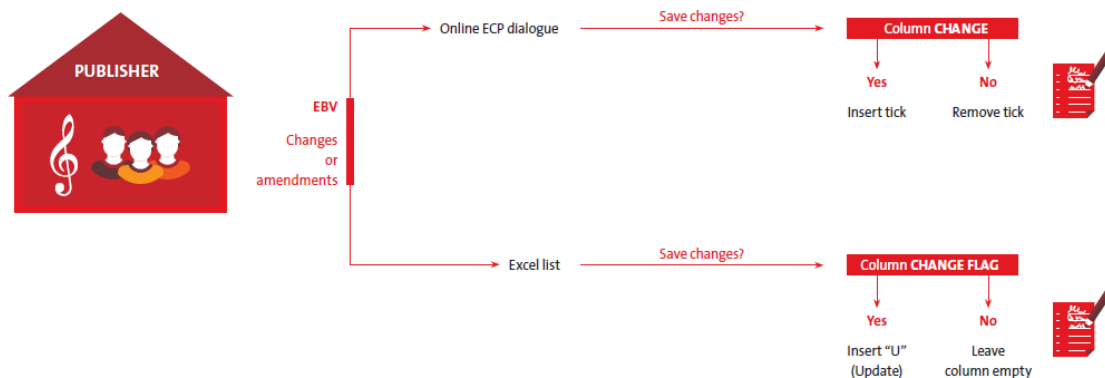 PUBLISHER
EBV
Changes
or
amendments
Online ECP dialogue
Save changes?
Column CHANGE
Yes
No
Insert tick
Remove tick
Excel list
Save changes?
Column CHANGE FLAG
Yes
No
Insert “U”
(Update)
Leave
column empty